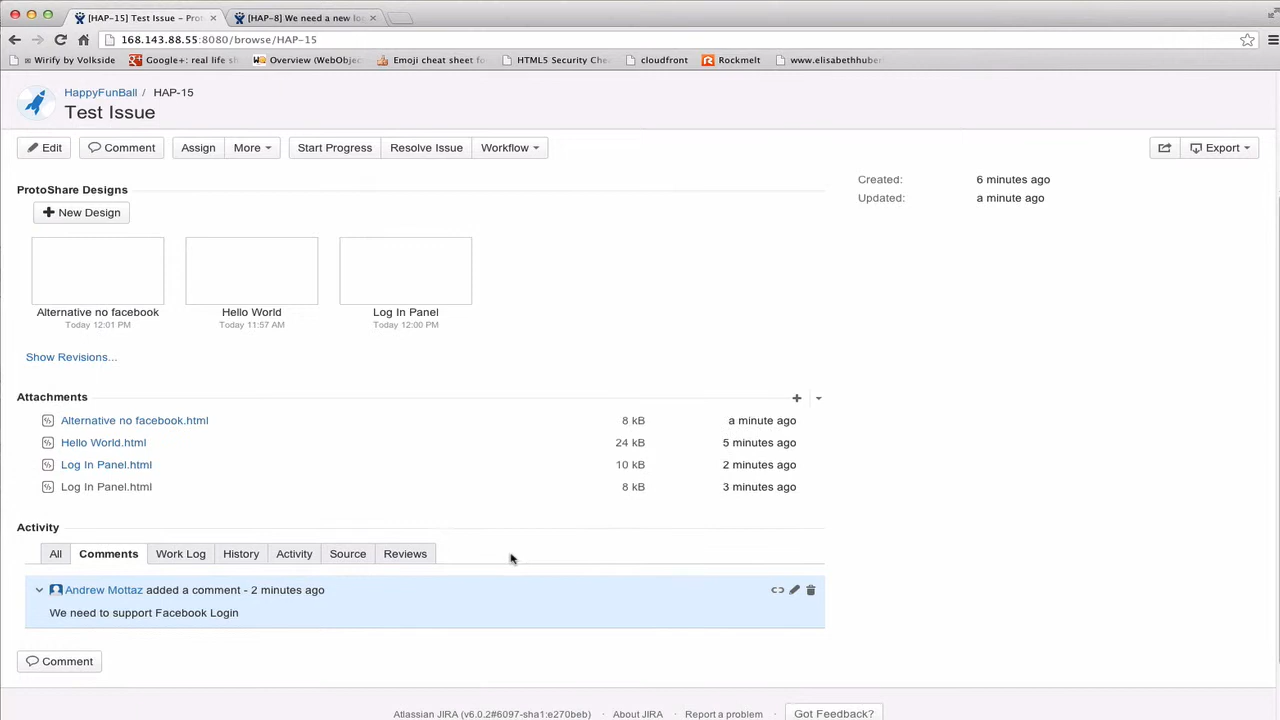 [HAP-15] Test Issue – Prot
[HAP-8] We need a new lo
168.143.88.55:8080/browse/HAP-15
Wirify by Volkside
Google+: real life sh
Overview (WebObjec
Emoji cheat sheet fo
HTML5 Security Che
cloudfront
Rockmelt
www.elisabethhuber
HappyFunBall / HAP-15
Test Issue
Edit
Comment
Assign
More
Start Progress
Resolve Issue
Workflow
Export
ProtoShare Designs
New Design
Alternative no facebook
Today 12:01 PM
Hello World
Today 11:57 AM
Log In Panel
Today 12:00 PM
Show Revisions...
Created: 6 minutes ago
Updated: a minute ago
Attachments
Alternative no facebook.html 8 kB a minute ago
Hello World.html 24 kB 5 minutes ago
Log In Panel.html 10 kB 2 minutes ago
Log In Panel.html 8 kB 3 minutes ago
Activity
All
Comments
Work Log
History
Activity
Source
Reviews
Andrew Mottaz added a comment - 2 minutes ago
We need to support Facebook Login
Comment
Atlassian JIRA (v6.0.2#6097-sha1:e270beb) · About JIRA · Report a problem · Got Feedback?